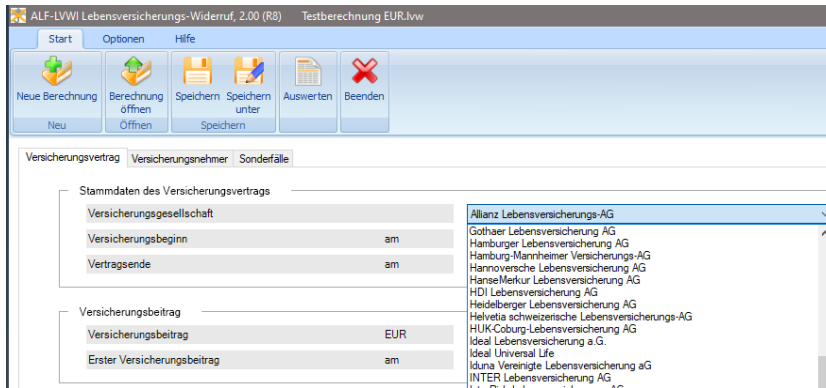 ALF-LVWI Lebensversicherungs-Widerruf, 2.00 (R8) Testberechnung EUR.lvw
Start Optionen Hilfe
Neue Berechnung Berechnung öffnen Speichern Speichern unter Auswerten Beenden
Neu Öffnen Speichern
Versicherungsvertrag Versicherungsnehmer Sonderfälle
Stammdaten des Versicherungsvertrags
Versicherungsgesellschaft Allianz Lebensversicherungs-AG
Versicherungsbeginn am
Vertragsende am
Versicherungsbeitrag
Versicherungsbeitrag EUR
Erster Versicherungsbeitrag am
Gothaer Lebensversicherung AG
Hamburger Lebensversicherung AG
Hamburg-Mannheimer Versicherungs-AG
Hannoversche Lebensversicherung AG
HanseMerkur Lebensversicherung AG
HDI Lebensversicherung AG
Heidelberger Lebensversicherung AG
Helvetia schweizerische Lebensversicherungs-AG
HUK-Coburg-Lebensversicherung AG
Ideal Lebensversicherung a.G.
Ideal Universal Life
Iduna Vereinigte Lebensversicherung aG
INTER Lebensversicherung AG